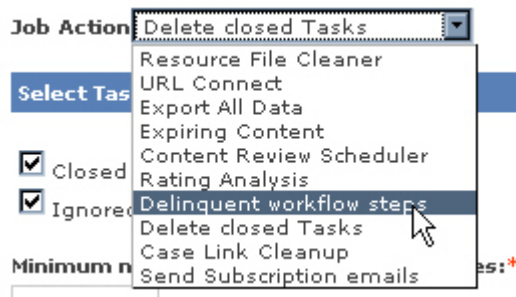 Job Action Delete closed Tasks
Resource File Cleaner
Select Tas URL Connect
Export All Data
Expiring Content
Closed Content Review Scheduler
Rating Analysis
Ignored Delinquent workflow steps
Delete closed Tasks
Case Link Cleanup
Minimum n Send Subscription emails es:*